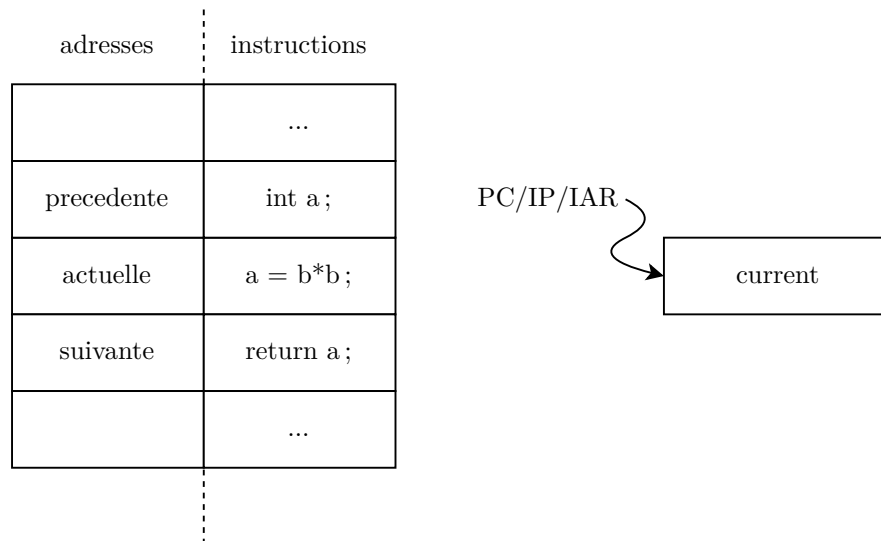 adresses instructions
...
precedente int a ;
PC/IP/IAR
actuelle a = b*b ;
current
suivante return a ;
...